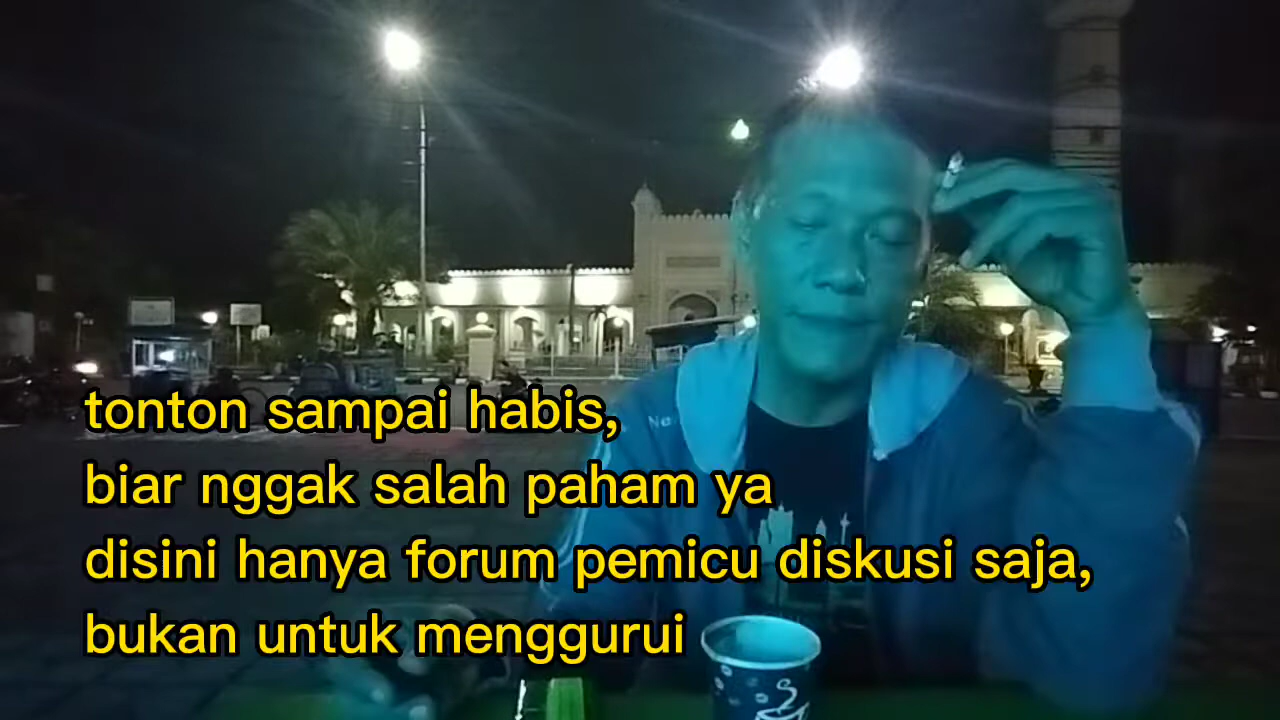 tonton sampai habis,
biar nggak salah paham ya
disini hanya forum pemicu diskusi saja,
bukan untuk menggurui